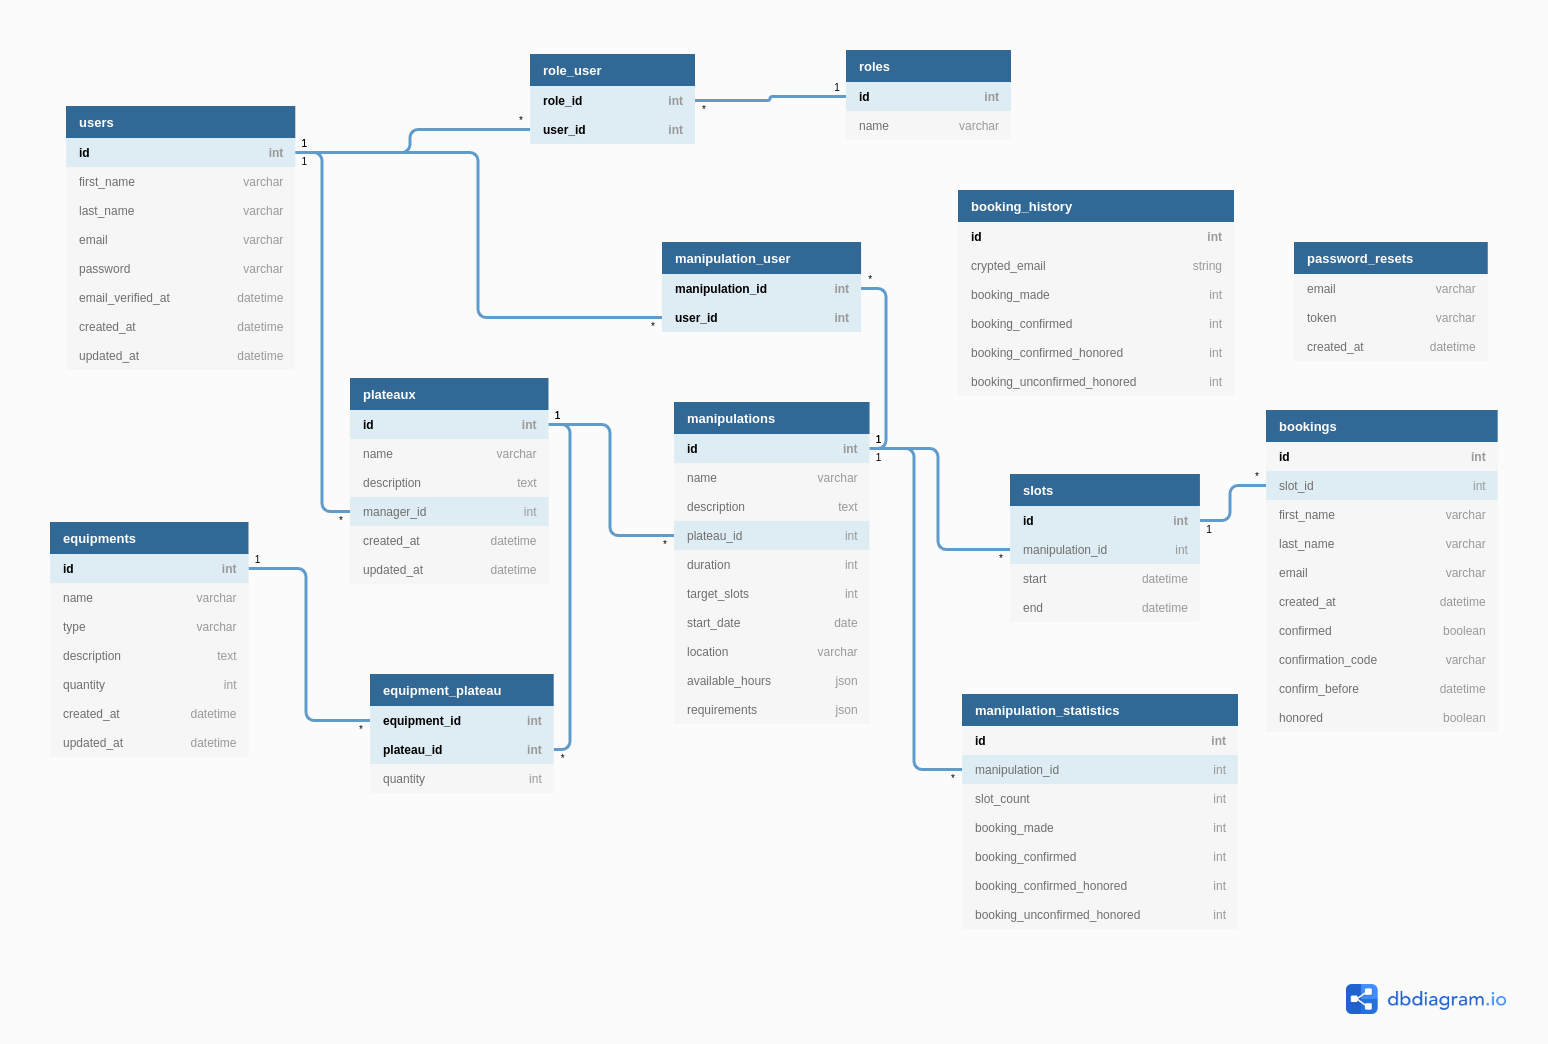 role_user
role_id int
user_id int
roles
id int
name varchar
users
id int
first_name varchar
last_name varchar
email varchar
password varchar
email_verified_at datetime
created_at datetime
updated_at datetime
booking_history
id int
crypted_email string
booking_made int
booking_confirmed int
booking_confirmed_honored int
booking_unconfirmed_honored int
manipulation_user
manipulation_id int
user_id int
password_resets
email varchar
token varchar
created_at datetime
plateaux
id int
name varchar
description text
manager_id int
created_at datetime
updated_at datetime
manipulations
id int
name varchar
description text
plateau_id int
duration int
target_slots int
start_date date
location varchar
available_hours json
requirements json
bookings
id int
slot_id int
first_name varchar
last_name varchar
email varchar
created_at datetime
confirmed boolean
confirmation_code varchar
confirm_before datetime
honored boolean
slots
id int
manipulation_id int
start datetime
end datetime
equipments
id int
name varchar
type varchar
description text
quantity int
created_at datetime
updated_at datetime
equipment_plateau
equipment_id int
plateau_id int
quantity int
manipulation_statistics
id int
manipulation_id int
slot_count int
booking_made int
booking_confirmed int
booking_confirmed_honored int
booking_unconfirmed_honored int
1
*
1
1
*
*
*
*
1
1
1
*
*
*
1
*
1
*
1
*
*
dbdiagram.io